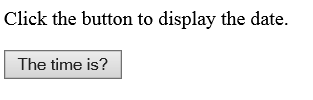 Click the button to display the date.
The time is?